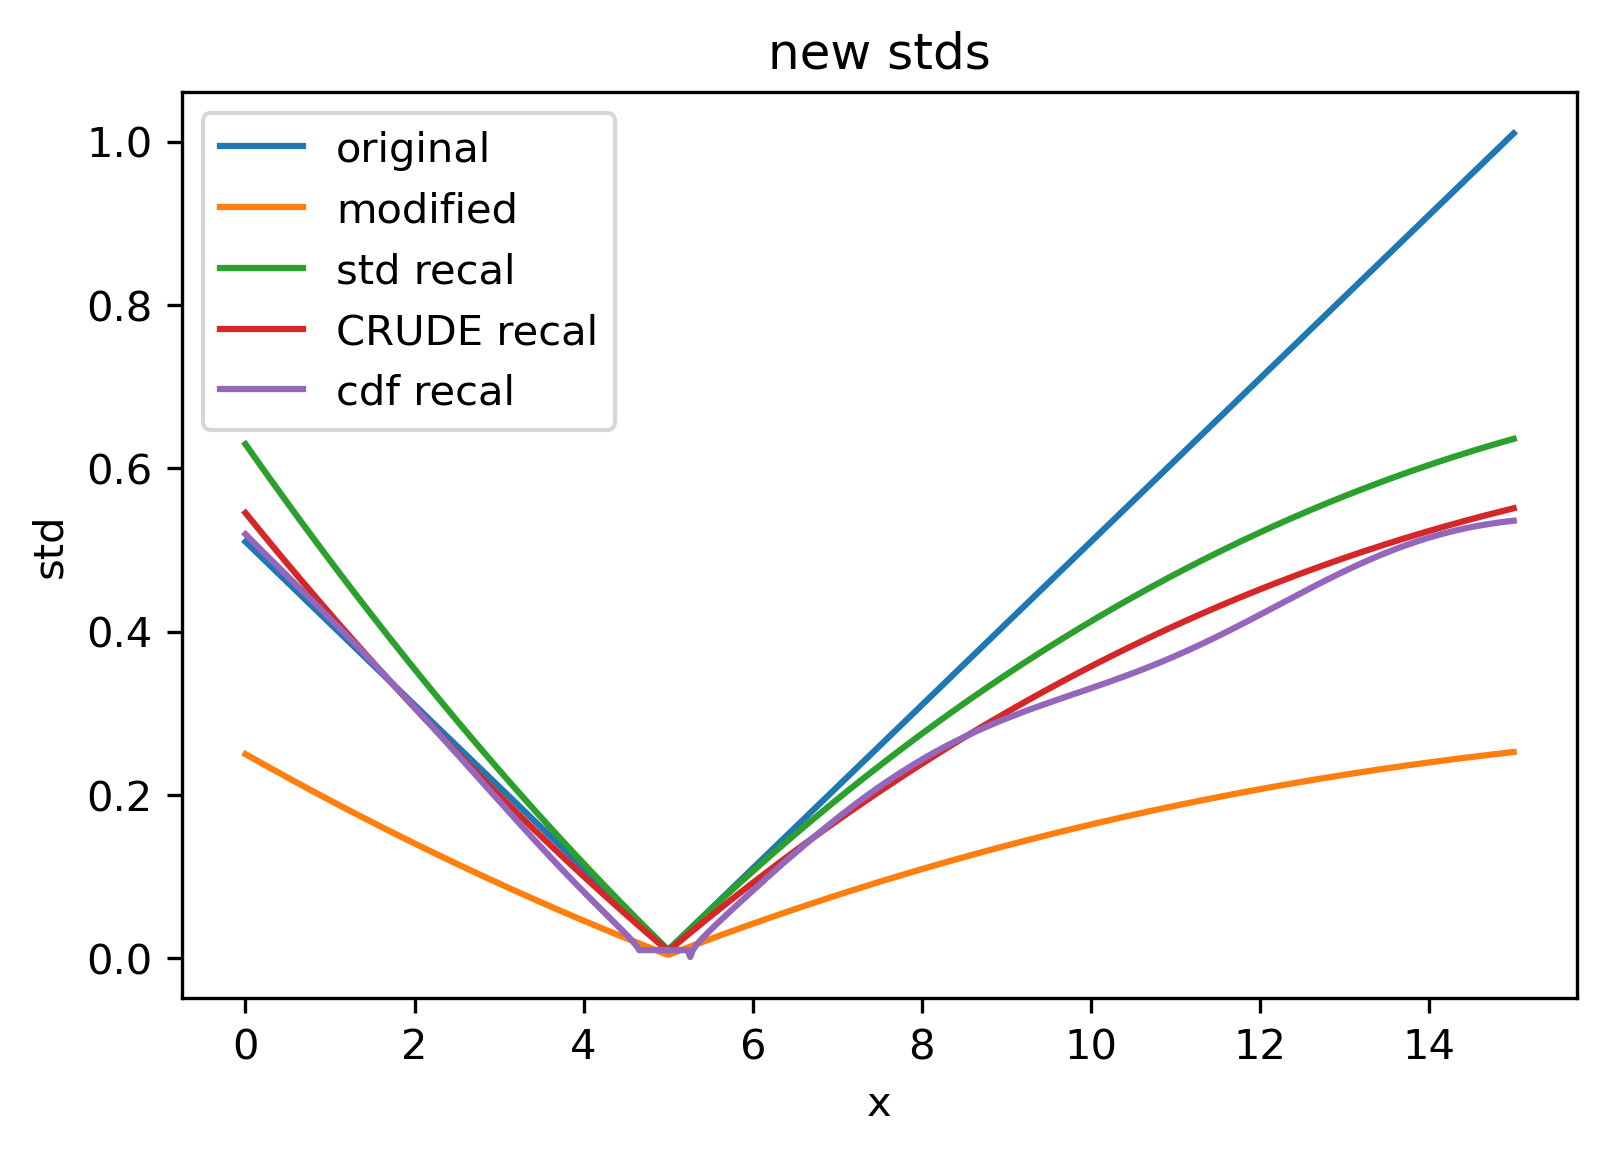 new stds
original
modified
std recal
CRUDE recal
cdf recal
1.0
0.8
0.6
0.4
0.2
0.0
std
0 2 4 6 8 10 12 14
x